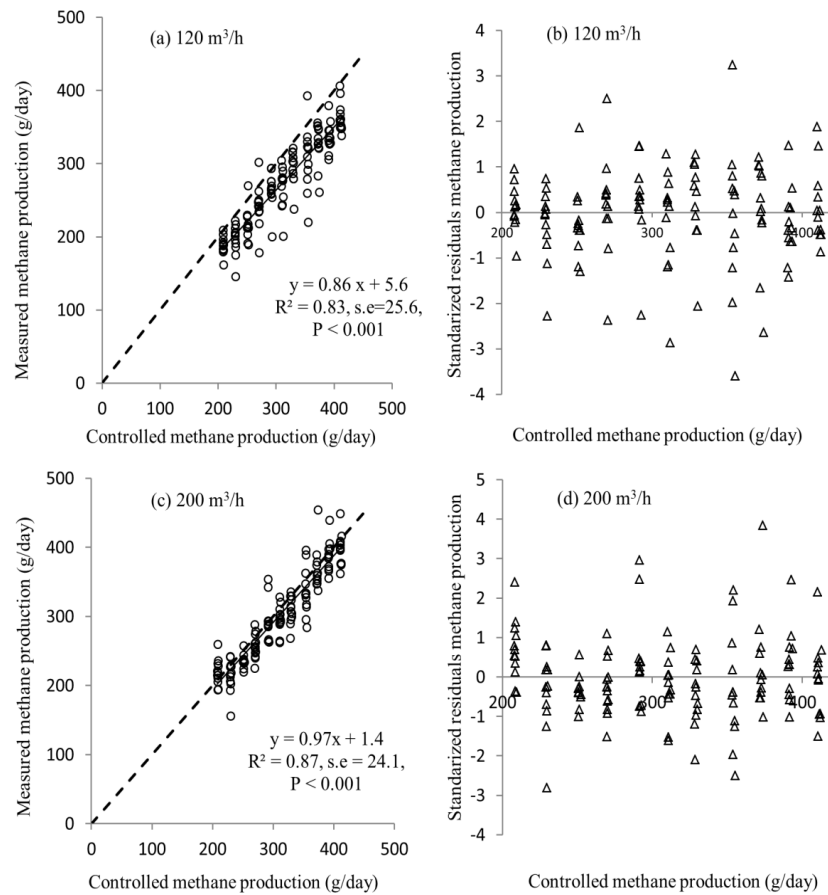 (a) 120 m³/h
Measured methane production (g/day)
500
400
300
200
100
0
0 100 200 300 400 500
Controlled methane production (g/day)
y = 0.86 x + 5.6
R² = 0.83, s.e=25.6,
P < 0.001
(b) 120 m³/h
Standarized residuals methane production
4
3
2
1
0
-1
-2
-3
-4
200 300 400
Controlled methane production (g/day)
(c) 200 m³/h
Measured methane production (g/day)
500
400
300
200
100
0
0 100 200 300 400 500
Controlled methane production (g/day)
y = 0.97x + 1.4
R² = 0.87, s.e = 24.1,
P < 0.001
(d) 200 m³/h
Standarized residuals methane production
5
4
3
2
1
0
-1
-2
-3
-4
200 300 400
Controlled methane production (g/day)